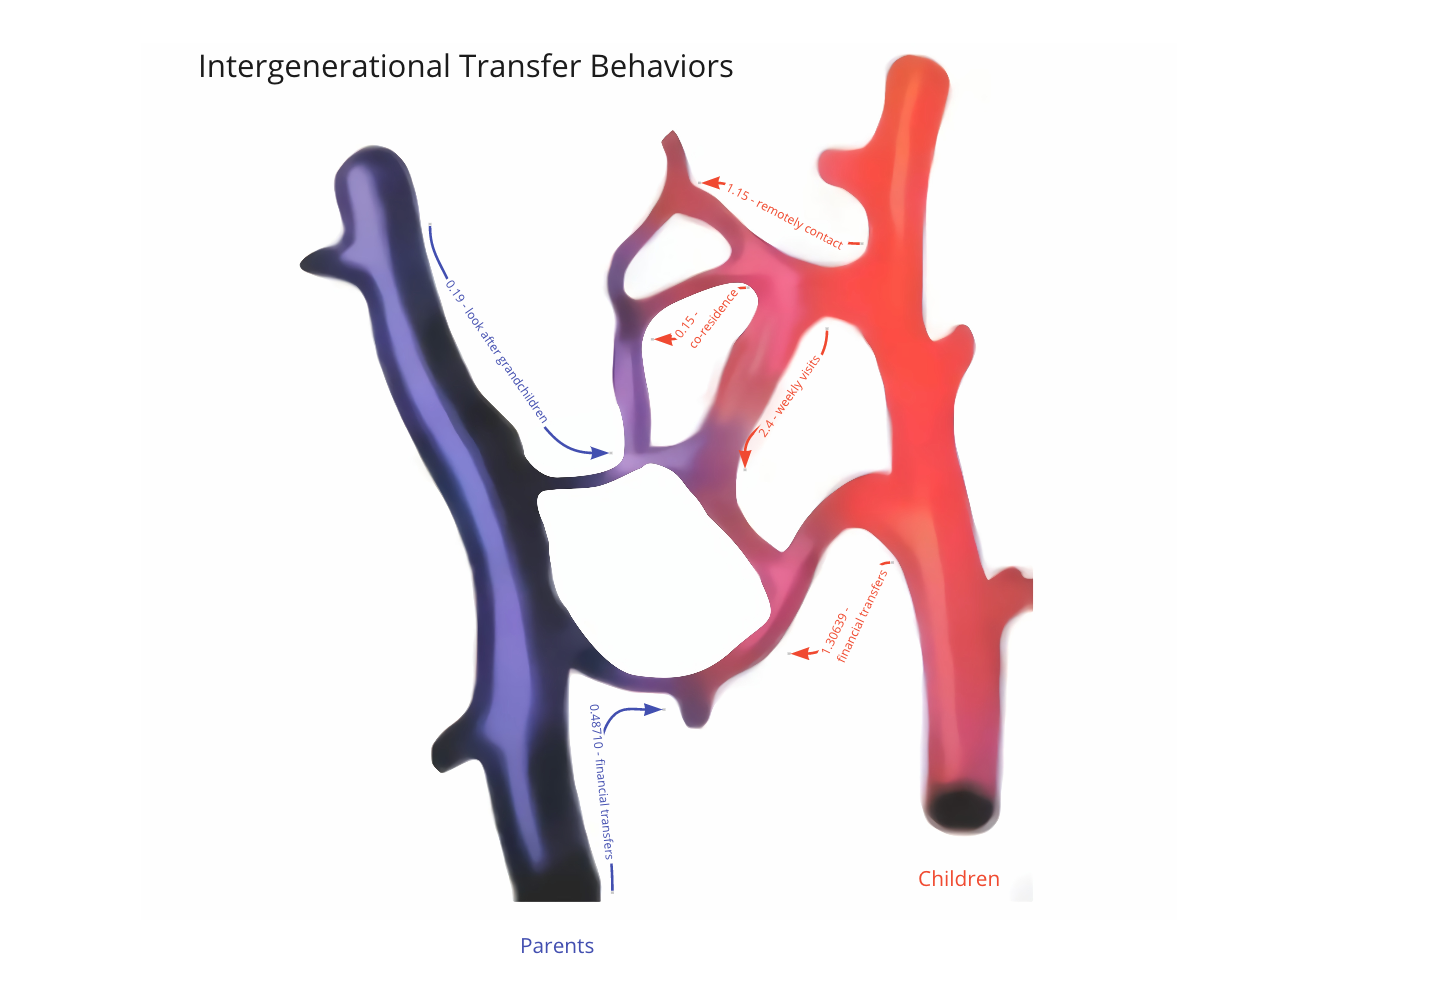 Intergenerational Transfer Behaviors
1.15 - remotely contact
0.19 - look after grandchildren
0.15 -
co-residence
2.4 - weekly visits
1.30639 -
financial transfers
0.48710 - financial transfers
Children
Parents